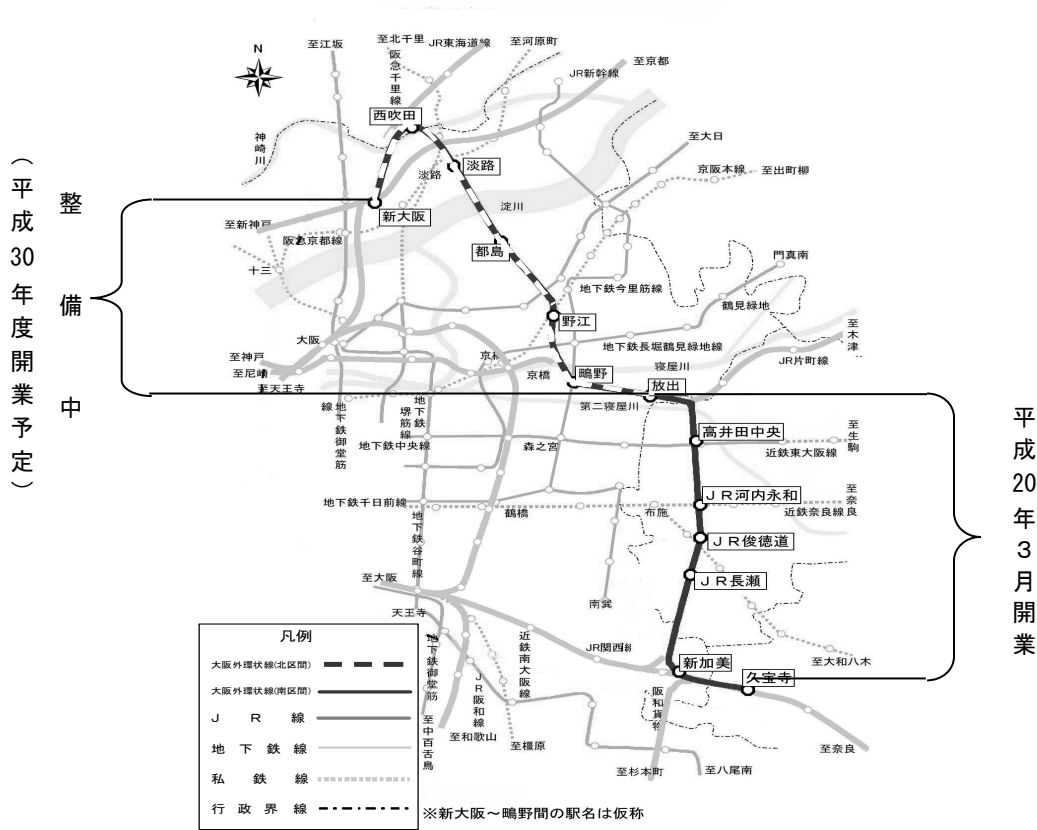 N
至江坂
至北千里
阪急千里線
JR東海道線
至河原町
JR新幹線
至京都
西吹田
神崎川
淡路
淡路
至大日
京阪本線
至出町柳
新大阪
淀川
至新神戸
阪急京都線
都島
十三
門真南
地下鉄今里筋線
鶴見緑地
野江
大阪
地下鉄長堀鶴見緑地線
至木津
至神戸
至尼崎
至天王寺
京橋
京橋
寝屋川
JR片町線
鴫野
放出
第二寝屋川
地下鉄御堂筋線
地下鉄堺筋線
地下鉄中央線
森之宮
高井田中央
近鉄東大阪線
至生駒
地下鉄千日前線
鶴橋
布施
JR河内永和
近鉄奈良線
至奈良
地下鉄谷町線
JR俊徳道
至大阪
JR長瀬
天王寺
南巽
地下鉄御堂筋
JR阪和線
近鉄南大阪線
JR関西線
新加美
久宝寺
至大和八木
阪和貨物
至中百舌鳥
至和歌山
至橿原
至杉本町
至八尾南
至奈良
整備中
(平成30年度開業予定)
平成20年3月開業
凡例
大阪外環状線(北区間)
大阪外環状線(南区間)
JR線
地下鉄線
私鉄線
行政界線
※新大阪~鴫野間の駅名は仮称